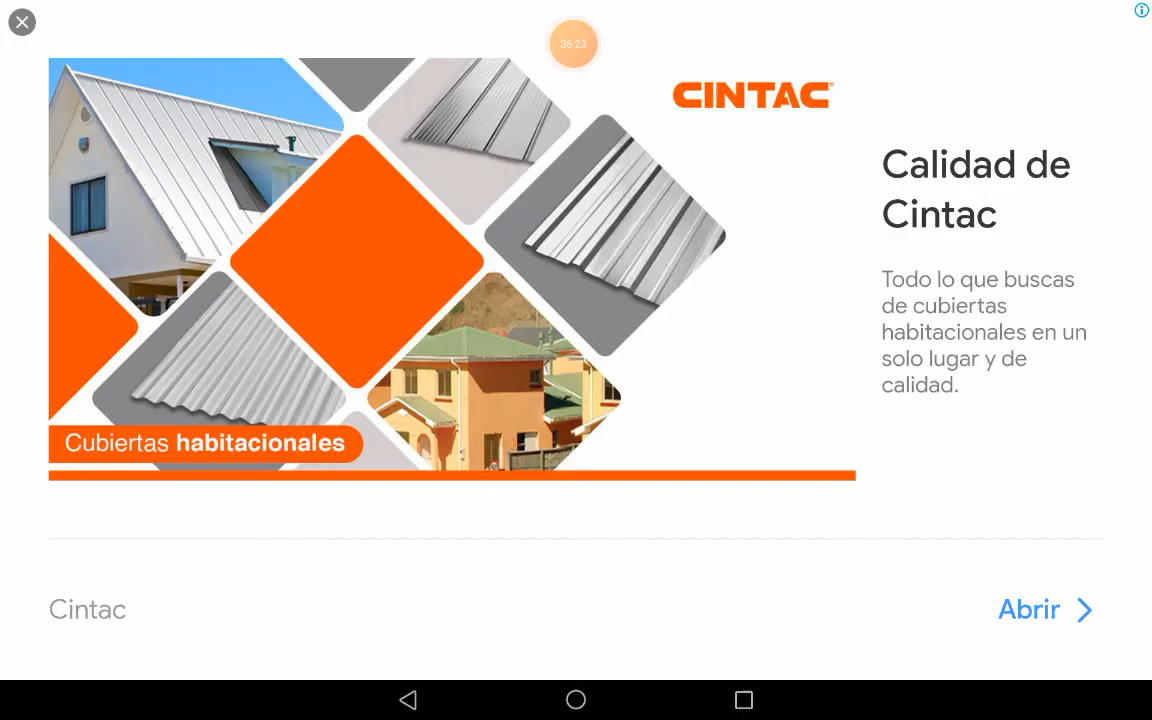 36:23
CINTAC
Calidad de
Cintac
Todo lo que buscas
de cubiertas
habitacionales en un
solo lugar y de
calidad.
Cubiertas habitacionales
Cintac
Abrir